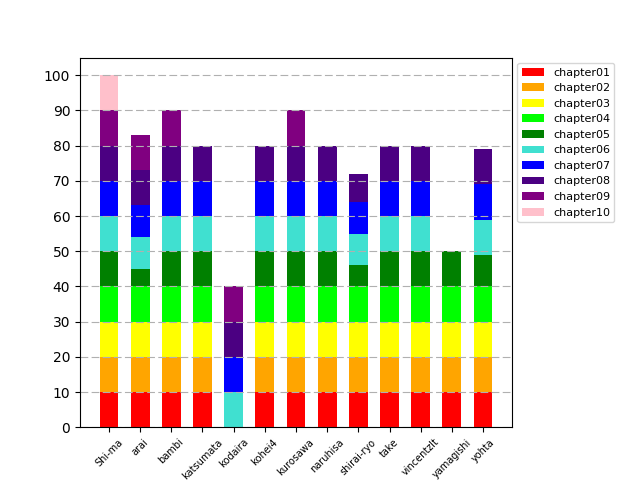 100
90
80
70
60
50
40
30
20
10
0
Shi-ma
arai
bambi
katsumata
kodaira
kohei4
kurosawa
naruhisa
shirai-ryo
take
vincentzlt
yamagishi
yohta
chapter01
chapter02
chapter03
chapter04
chapter05
chapter06
chapter07
chapter08
chapter09
chapter10